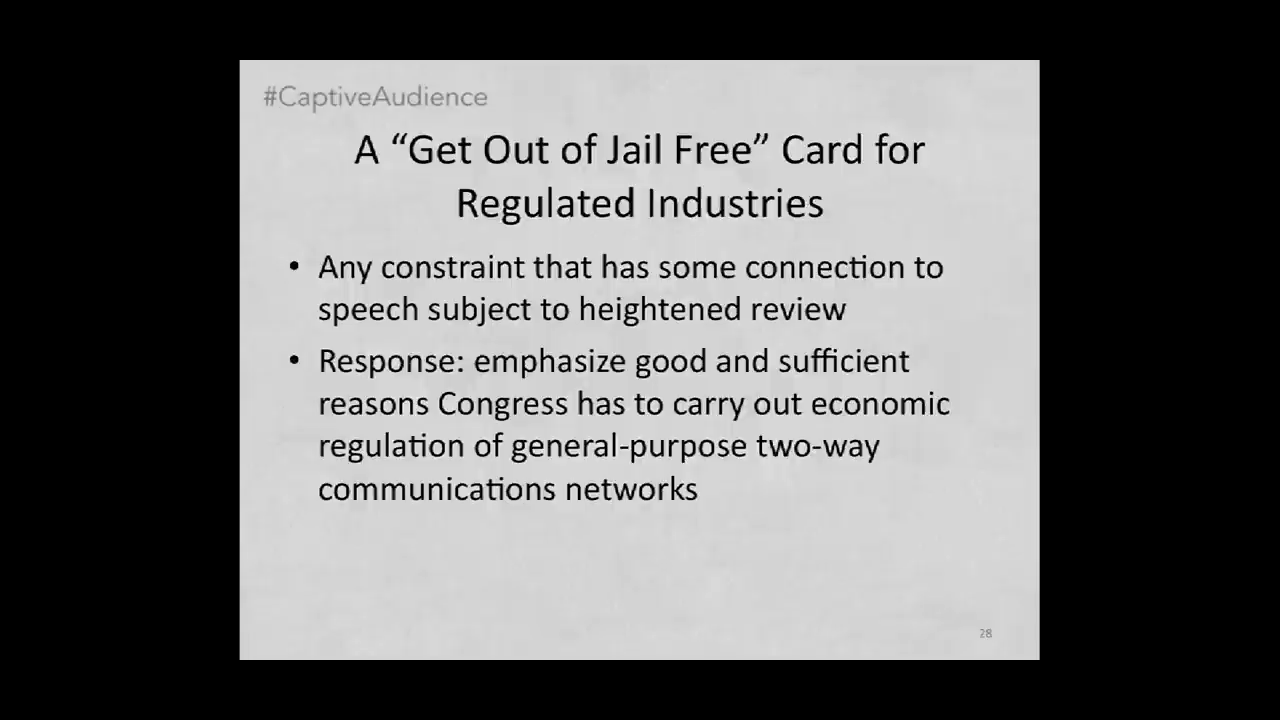 #CaptiveAudience
A “Get Out of Jail Free” Card for
Regulated Industries
• Any constraint that has some connection to
speech subject to heightened review
• Response: emphasize good and sufficient
reasons Congress has to carry out economic
regulation of general-purpose two-way
communications networks
28